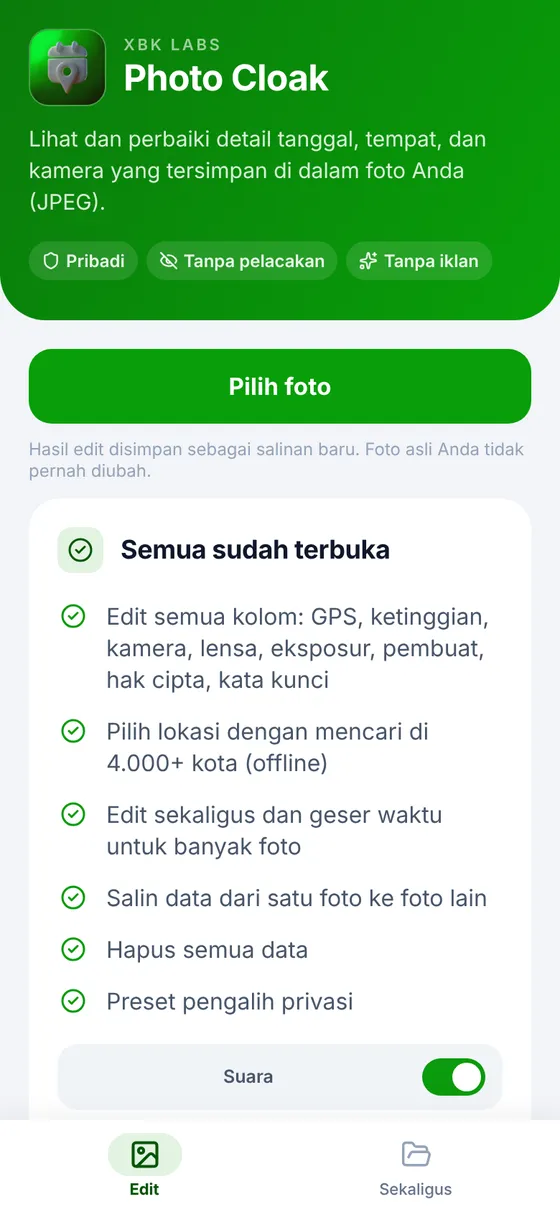 XBK LABS
Photo Cloak
Lihat dan perbaiki detail tanggal, tempat, dan
kamera yang tersimpan di dalam foto Anda
(JPEG).
Pribadi
Tanpa pelacakan
Tanpa iklan
Pilih foto
Hasil edit disimpan sebagai salinan baru. Foto asli Anda tidak
pernah diubah.
Semua sudah terbuka
Edit semua kolom: GPS, ketinggian,
kamera, lensa, eksposur, pembuat,
hak cipta, kata kunci
Pilih lokasi dengan mencari di
4.000+ kota (offline)
Edit sekaligus dan geser waktu
untuk banyak foto
Salin data dari satu foto ke foto lain
Hapus semua data
Preset pengalih privasi
Suara
Edit
Sekaligus